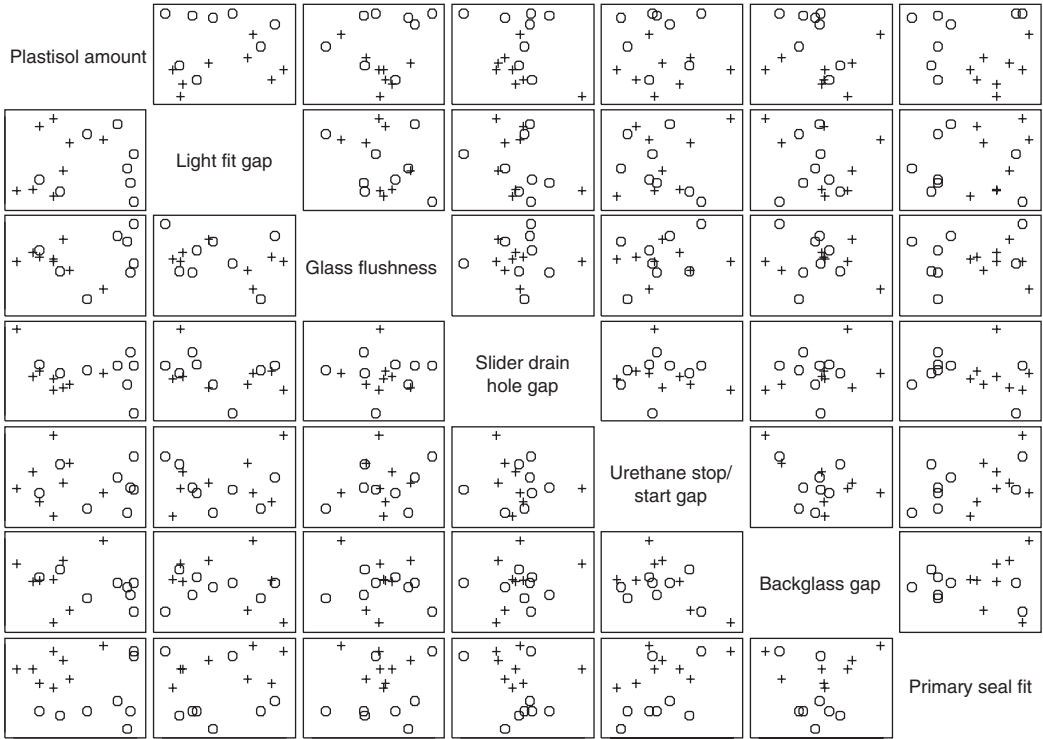 Plastisol amount
Light fit gap
Glass flushness
Slider drain
hole gap
Urethane stop/
start gap
Backglass gap
Primary seal fit